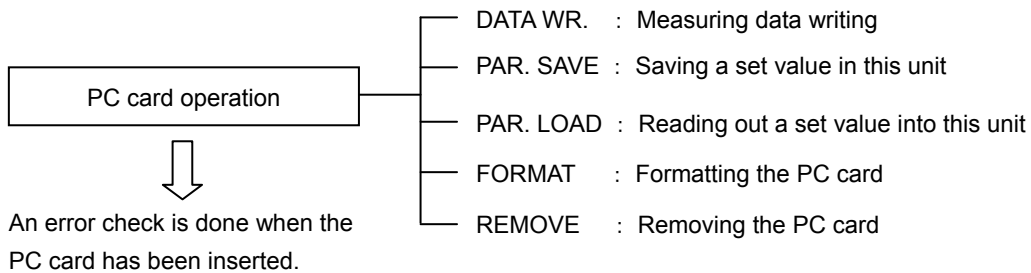 DATA WR. : Measuring data writing
PAR. SAVE : Saving a set value in this unit
PC card operation
PAR. LOAD : Reading out a set value into this unit
FORMAT : Formatting the PC card
An error check is done when the
REMOVE : Removing the PC card
PC card has been inserted.